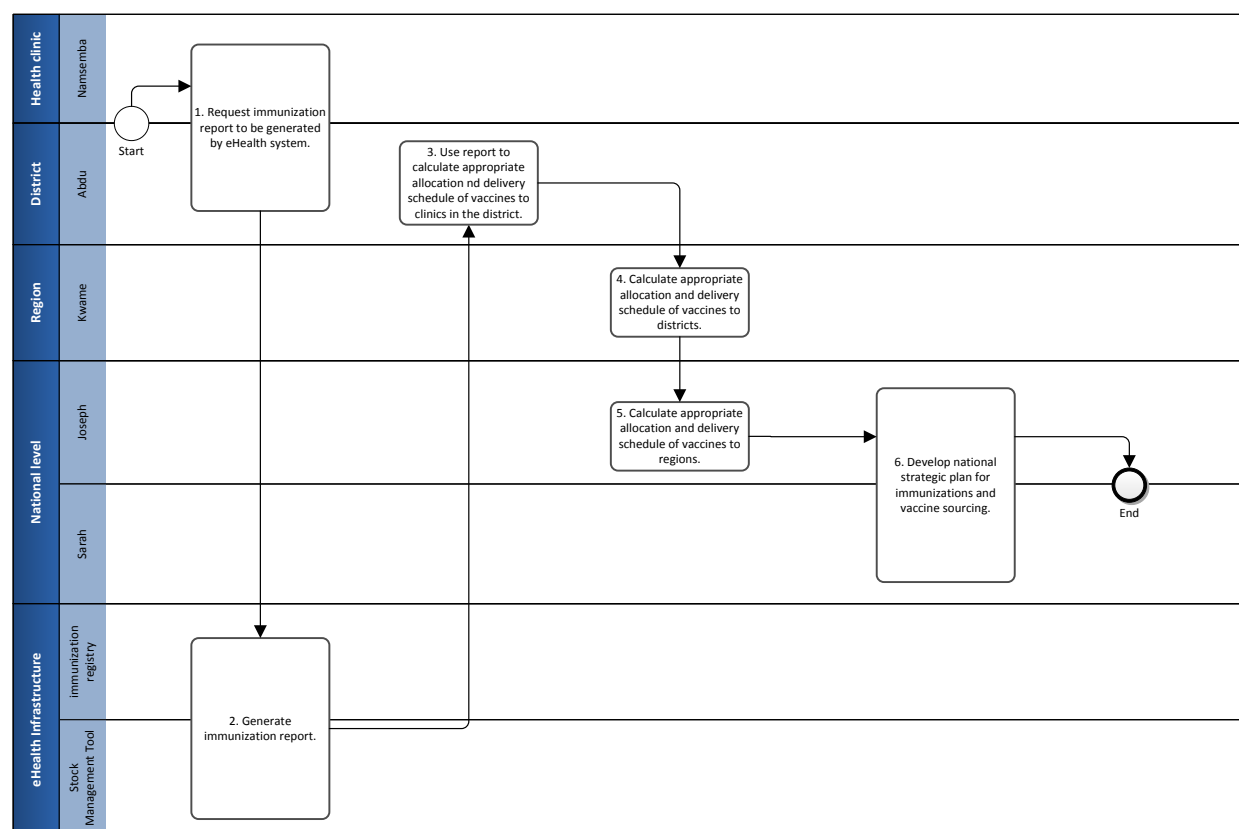 Health clinic
Namsemba
Start
1. Request immunization
report to be generated
by eHealth system.
District
Abdu
3. Use report to
calculate appropriate
allocation nd delivery
schedule of vaccines to
clinics in the district.
Region
Kwame
4. Calculate appropriate
allocation and delivery
schedule of vaccines to
districts.
National level
Joseph
5. Calculate appropriate
allocation and delivery
schedule of vaccines to
regions.
6. Develop national
strategic plan for
immunizations and
vaccine sourcing.
End
Sarah
eHealth Infrastructure
immunization
registry
2. Generate
immunization report.
Stock
Management Tool